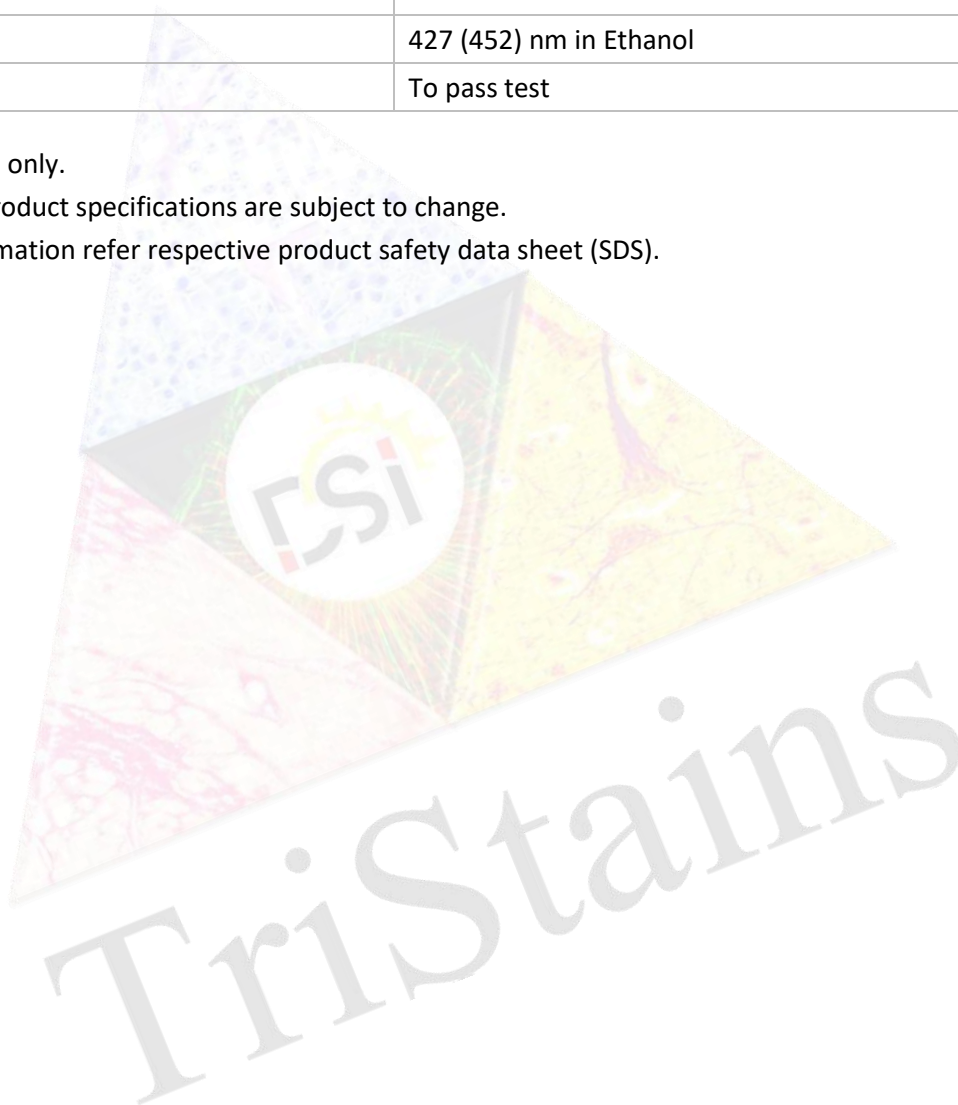 427 (452) nm in Ethanol
To pass test
only.
roduct specifications are subject to change.
mation refer respective product safety data sheet (SDS).
DSi
TriStains